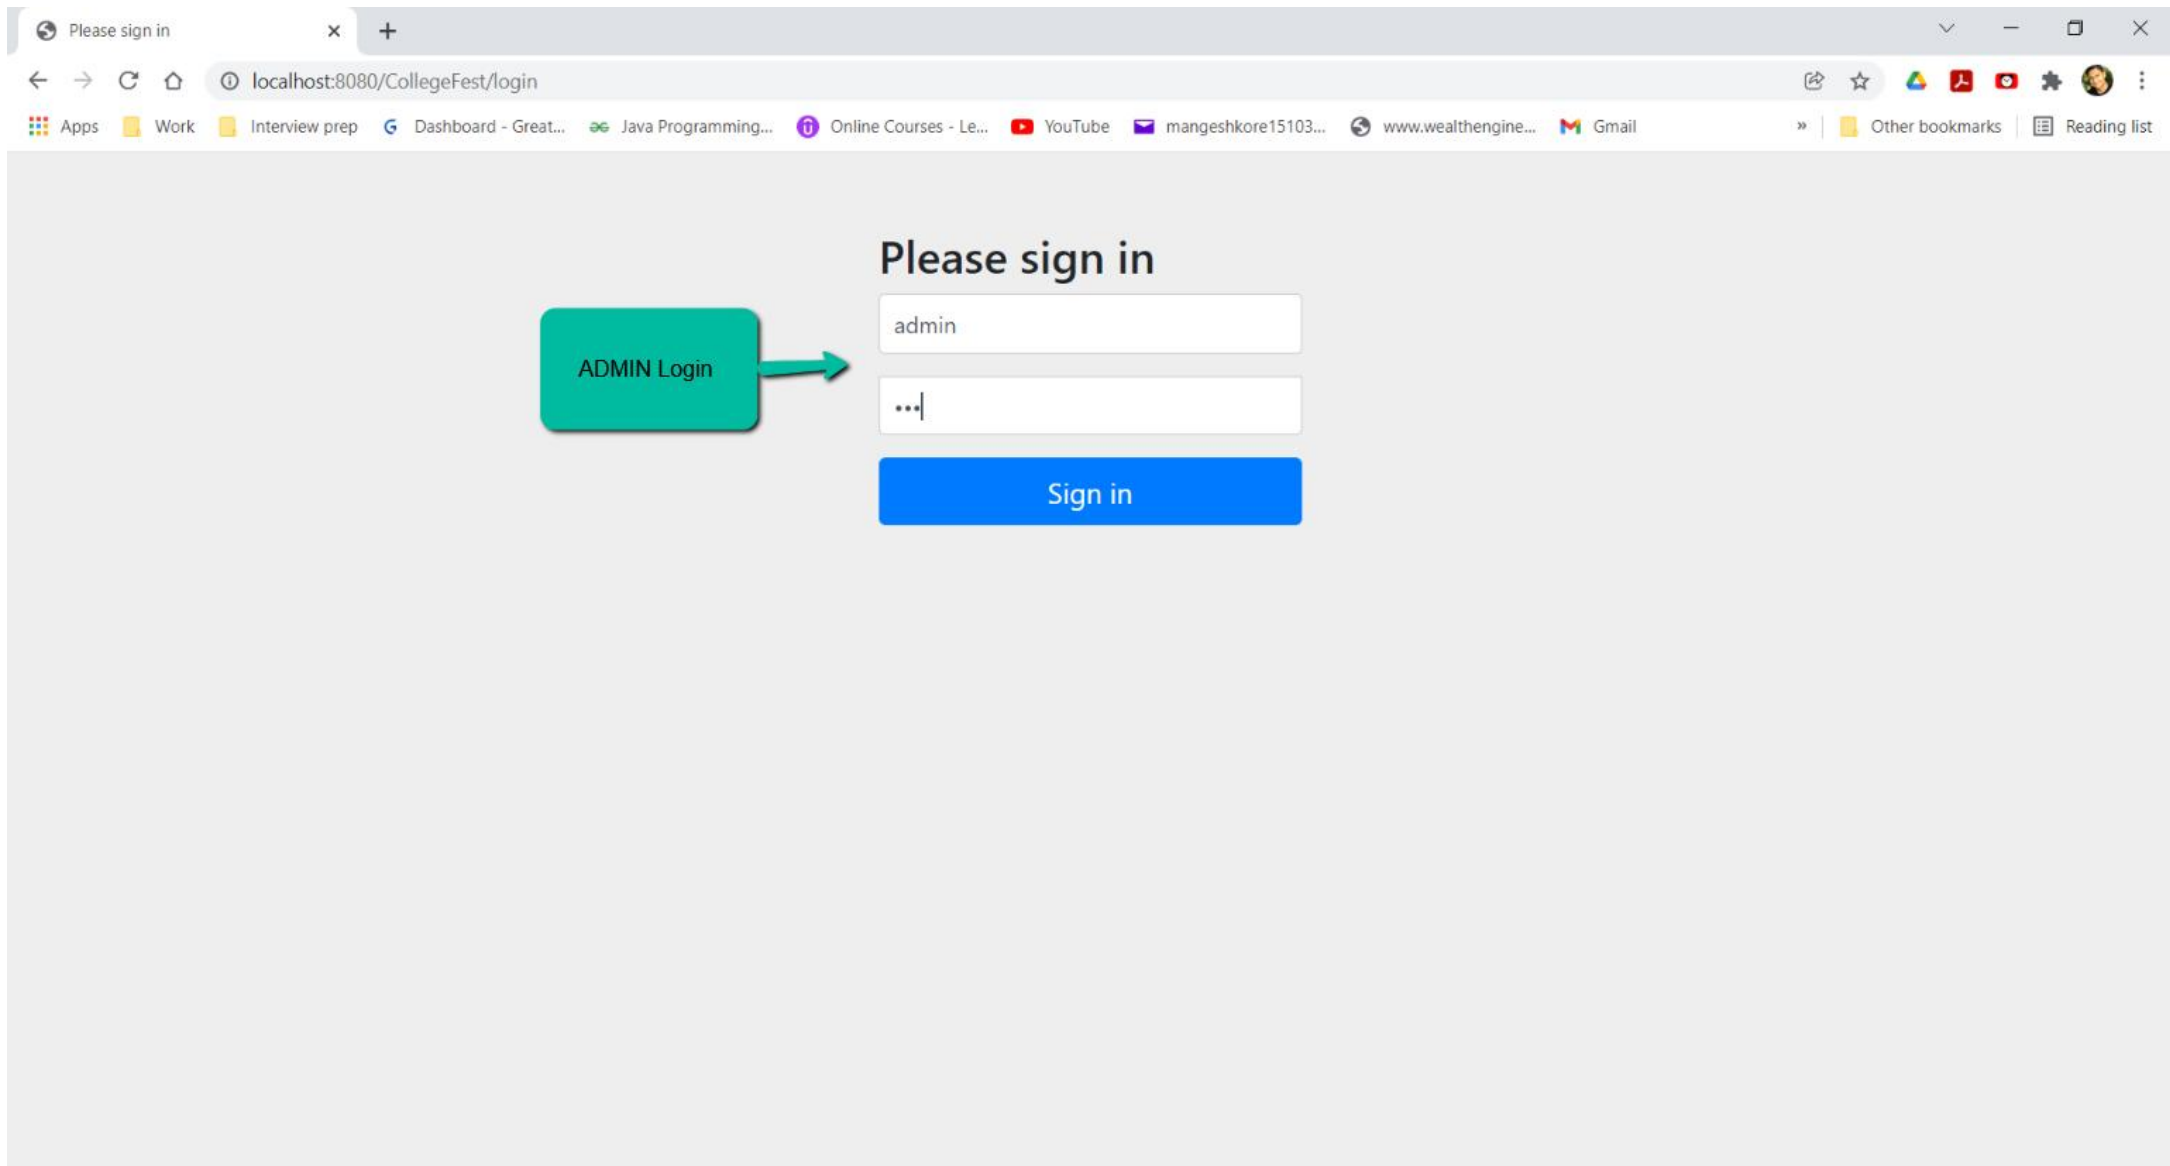 Please sign in
localhost:8080/CollegeFest/login
Apps Work Interview prep Dashboard - Great... Java Programming... Online Courses - Le... YouTube mangeshkore15103... www.wealthengine... Gmail » Other bookmarks Reading list
Please sign in
admin
ADMIN Login
•••
Sign in